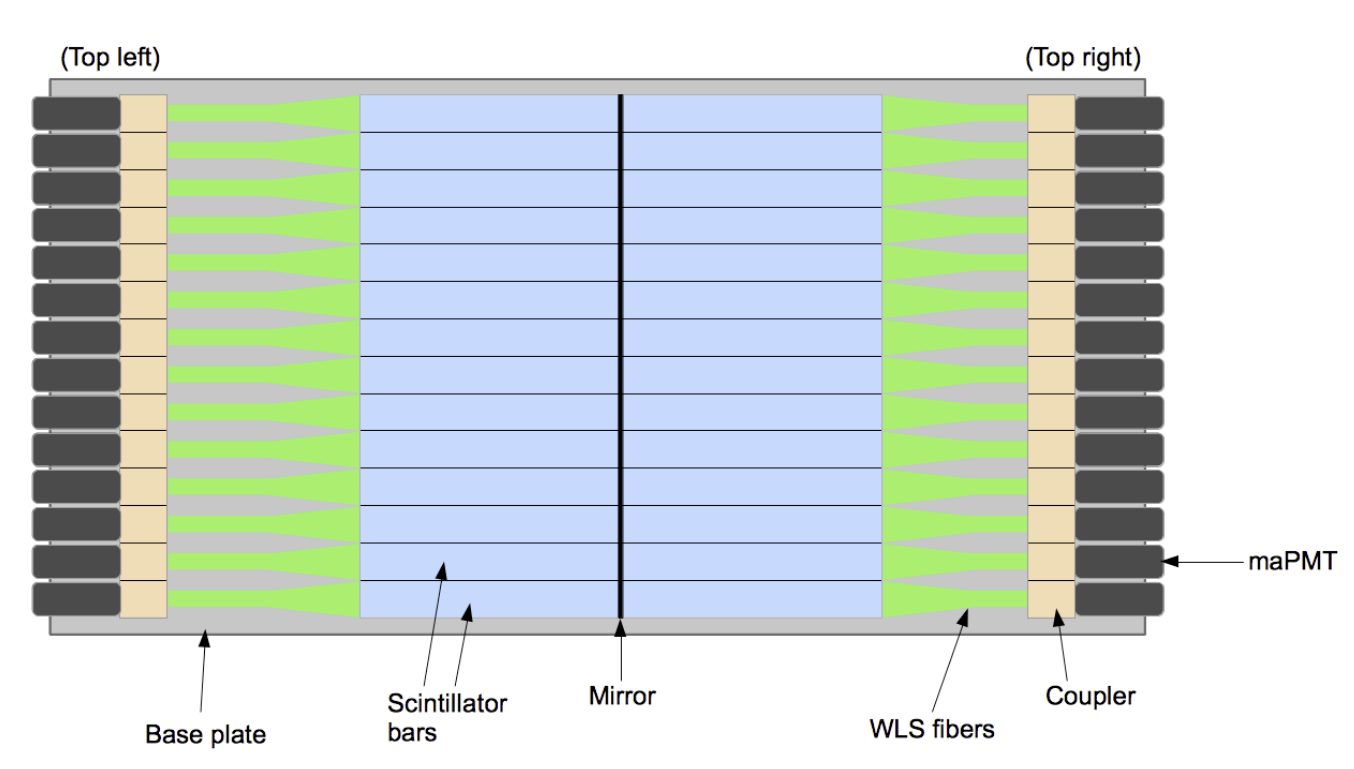 (Top left)
(Top right)
maPMT
Scintillator
bars
Mirror
Coupler
WLS fibers
Base plate